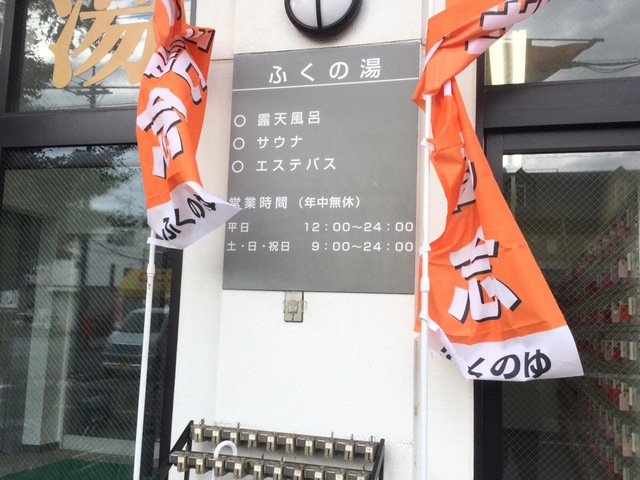 湯
ふくの湯
○ 露天風呂
○ サウナ
○ エステバス
営業時間（年中無休）
平日 12：00〜24：00
土・日・祝日 9：00〜24：00
ふくのゆ
志
くのゆ